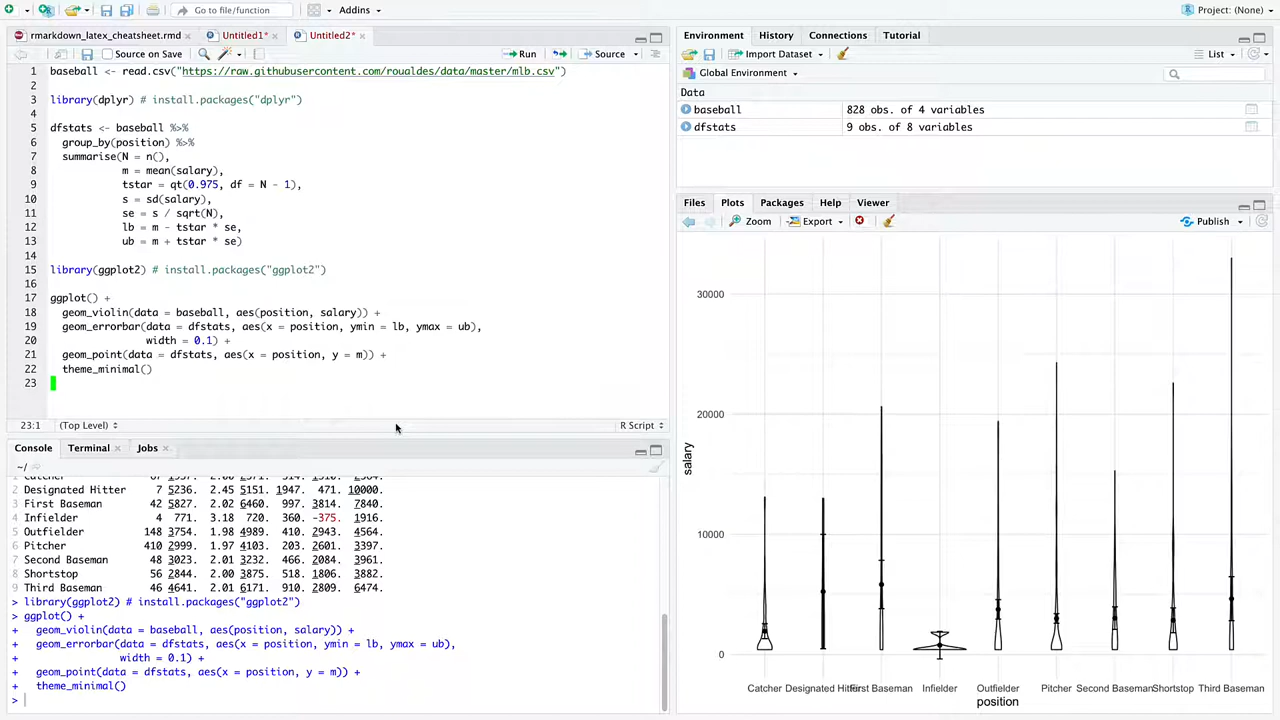 Go to file/function
Addins
Project: (None)
rmarkdown_latex_cheatsheet.rmd
Untitled1*
Untitled2*
Source on Save
Run
Source
1 baseball <- read.csv("https://raw.githubusercontent.com/roualdes/data/master/mlb.csv")
2
3 library(dplyr) # install.packages("dplyr")
4
5 dfstats <- baseball %>%
6 group_by(position) %>%
7 summarise(N = n(),
8 m = mean(salary),
9 tstar = qt(0.975, df = N - 1),
10 s = sd(salary),
11 se = s / sqrt(N),
12 lb = m - tstar * se,
13 ub = m + tstar * se)
14
15 library(ggplot2) # install.packages("ggplot2")
16
17 ggplot() +
18 geom_violin(data = baseball, aes(position, salary)) +
19 geom_errorbar(data = dfstats, aes(x = position, ymin = lb, ymax = ub),
20 width = 0.1) +
21 geom_point(data = dfstats, aes(x = position, y = m)) +
22 theme_minimal()
23
23:1 (Top Level) R Script
Console Terminal Jobs
~/
2 Designated Hitter 7 5236. 2.45 5151. 1947. 471. 10000.
3 First Baseman 42 5827. 2.02 6460. 997. 3814. 7840.
4 Infielder 4 771. 3.18 720. 360. -375. 1916.
5 Outfielder 148 3754. 1.98 4989. 410. 2943. 4564.
6 Pitcher 410 2999. 1.97 4103. 203. 2601. 3397.
7 Second Baseman 48 3023. 2.01 3232. 466. 2084. 3961.
8 Shortstop 56 2844. 2.00 3875. 518. 1806. 3882.
9 Third Baseman 46 4641. 2.01 6171. 910. 2809. 6474.
> library(ggplot2) # install.packages("ggplot2")
> ggplot() +
+ geom_violin(data = baseball, aes(position, salary)) +
+ geom_errorbar(data = dfstats, aes(x = position, ymin = lb, ymax = ub),
+ width = 0.1) +
+ geom_point(data = dfstats, aes(x = position, y = m)) +
+ theme_minimal()
>
Environment History Connections Tutorial
Import Dataset
List
Global Environment
Data
baseball 828 obs. of 4 variables
dfstats 9 obs. of 8 variables
Files Plots Packages Help Viewer
Zoom Export Publish
30000
20000
10000
0
salary
Catcher Designated Hitter First Baseman Infielder Outfielder Pitcher Second Baseman Shortstop Third Baseman
position